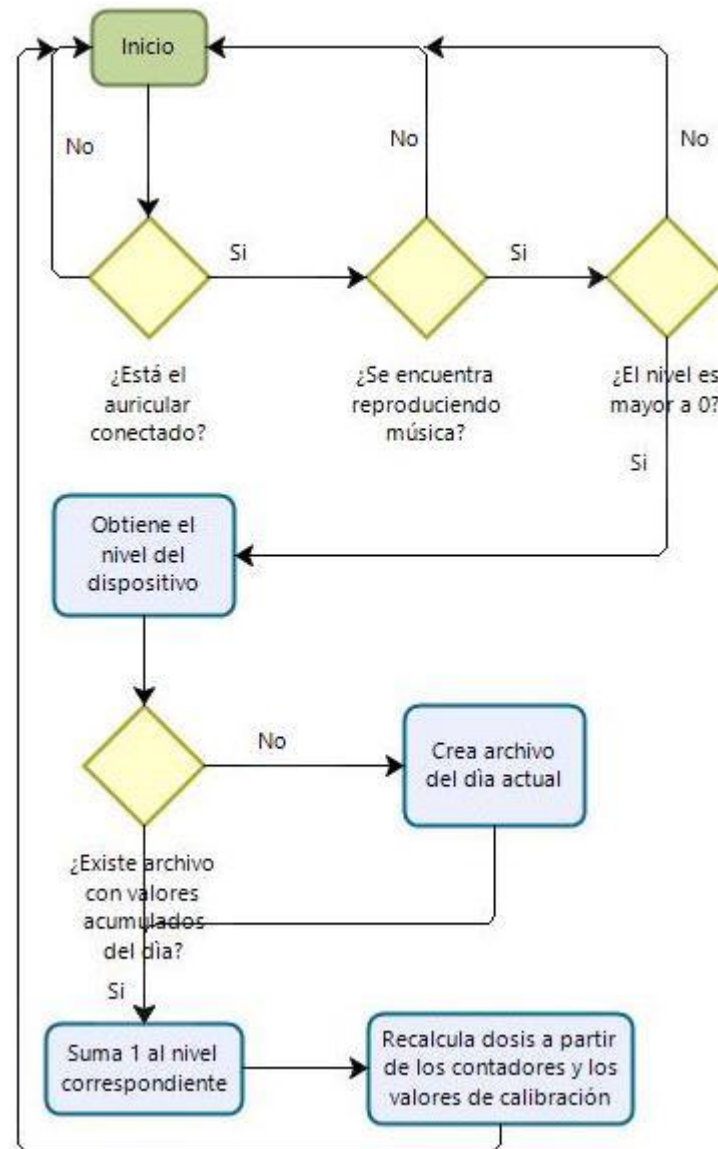 Inicio
No
No
No
Si
Si
¿Está el
auricular
conectado?
¿Se encuentra
reproduciendo
música?
¿El nivel es
mayor a 0?
Si
Obtiene el
nivel del
dispositivo
No
Crea archivo
del dìa actual
¿Existe archivo
con valores
acumulados
del dìa?
Si
Suma 1 al nivel
correspondiente
Recalcula dosis a partir
de los contadores y los
valores de calibración